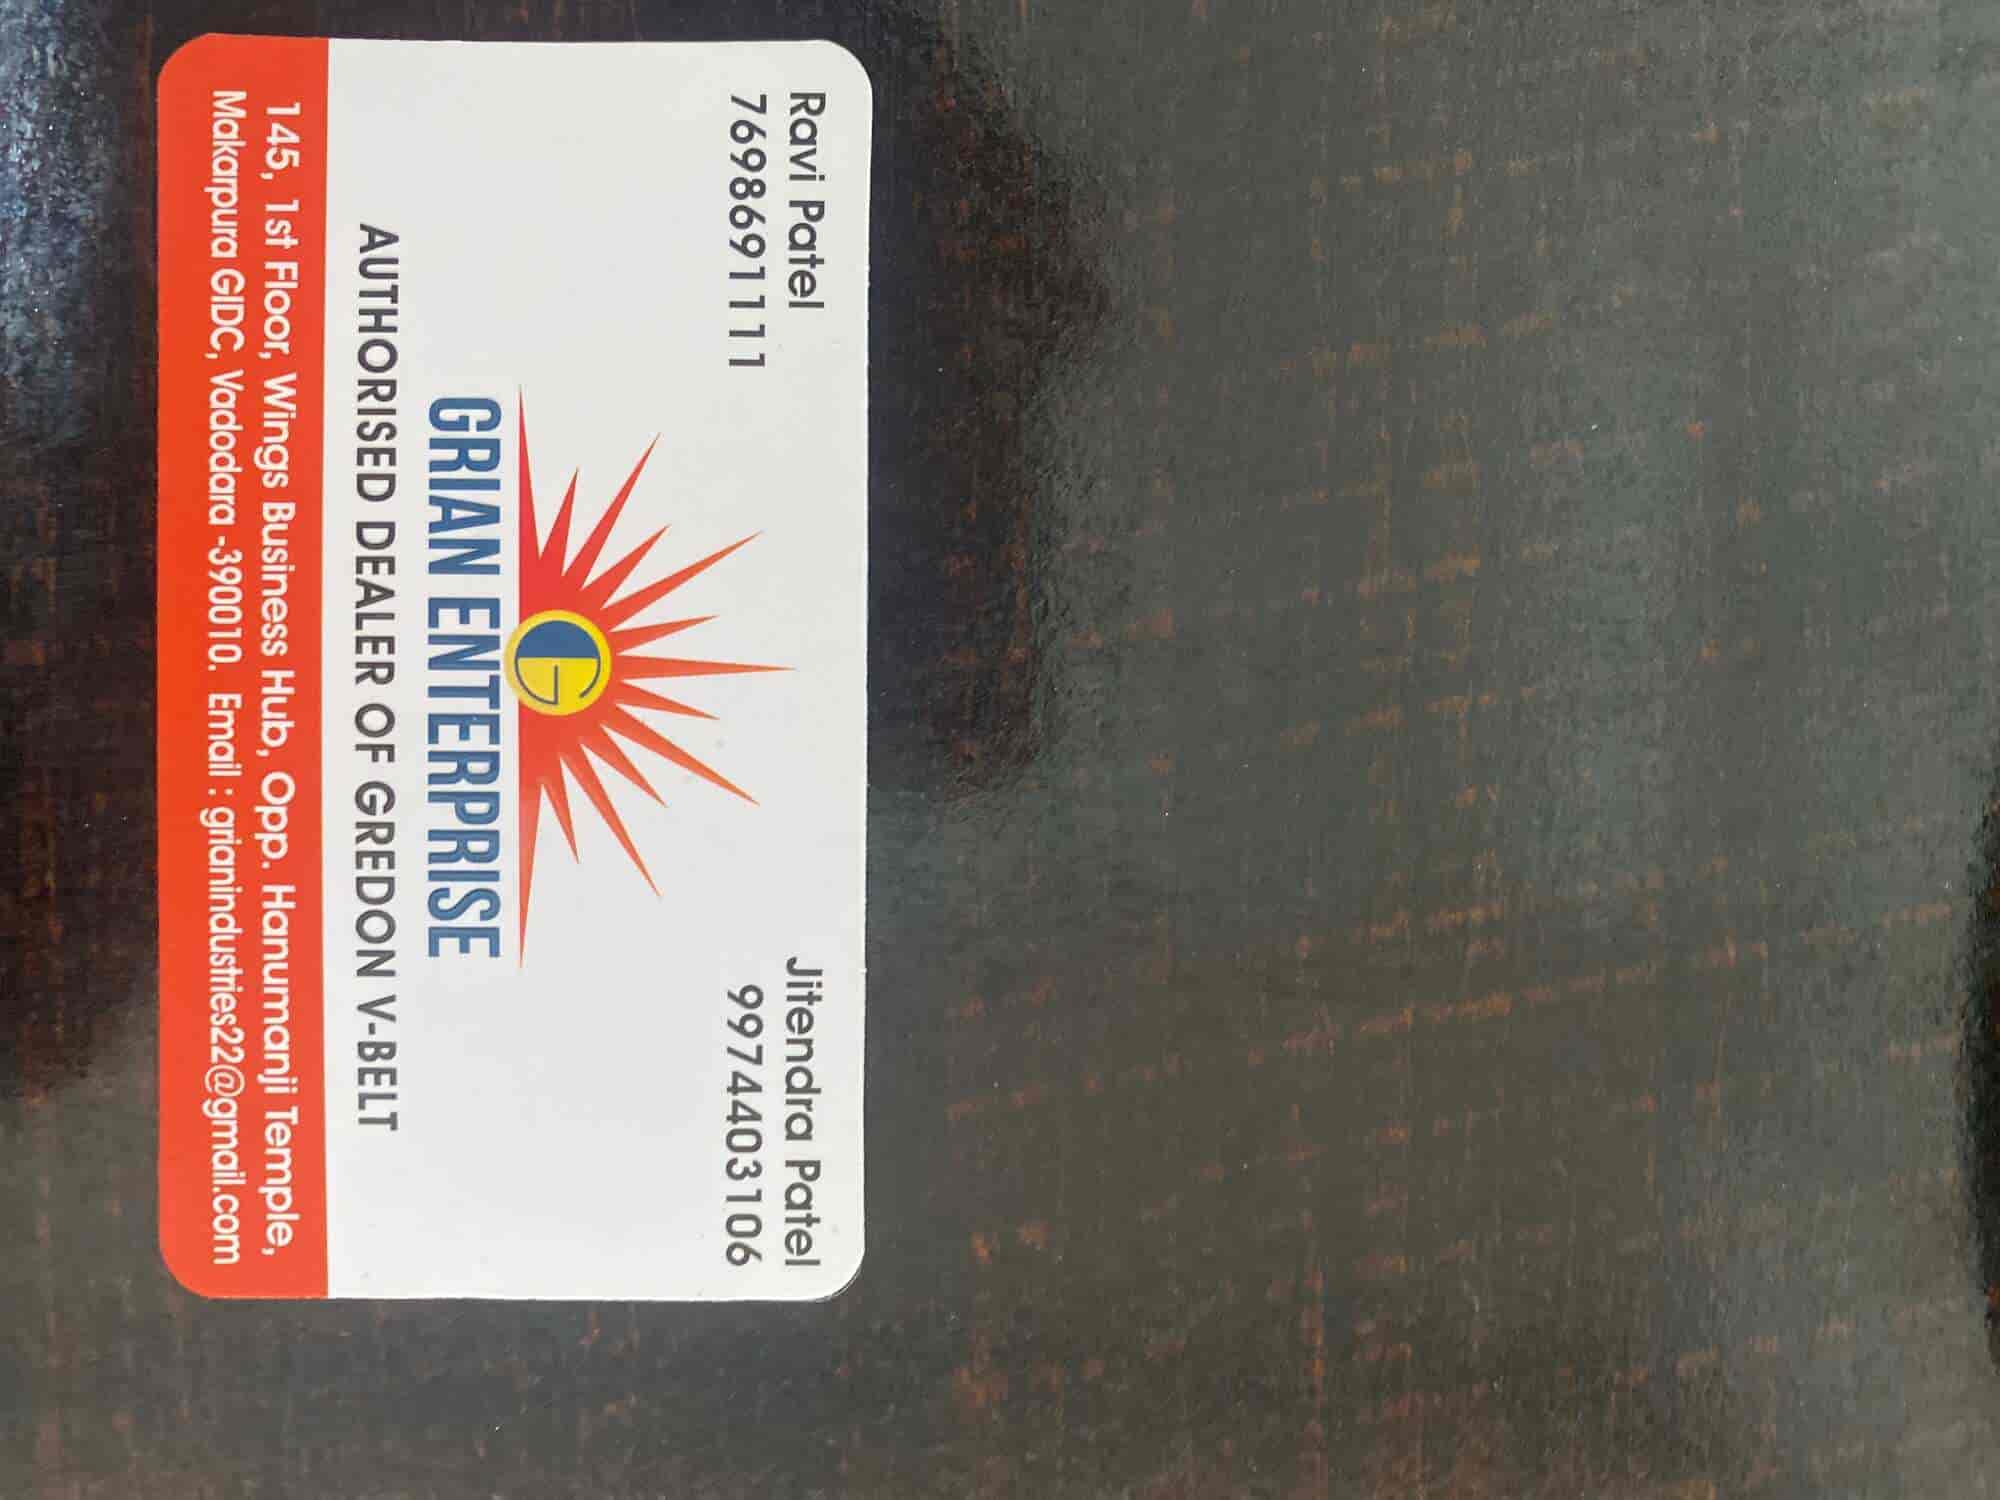 Ravi Patel
7698691111
Jitendra Patel
9974403106
G
GRIAN ENTERPRISE
AUTHORISED DEALER OF GREDON V-BELT
145, 1st Floor, Wings Business Hub, Opp. Hanumanji Temple,
Makarpura GIDC, Vadodara -390010. Email : grianindustries22@gmail.com